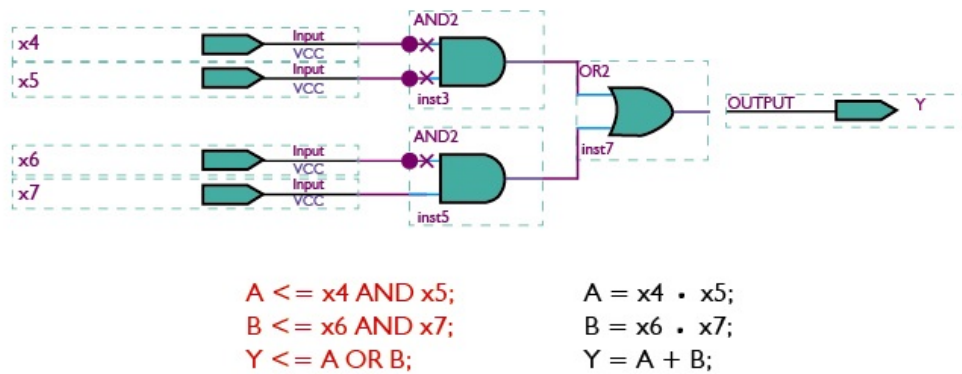 AND2
x4 Input
VCC
x5 Input
VCC
inst3
OR2
OUTPUT Y
AND2
x6 Input
VCC
inst7
x7 Input
VCC
inst5
A <= x4 AND x5; A = x4 • x5;
B <= x6 AND x7; B = x6 • x7;
Y <= A OR B; Y = A + B;